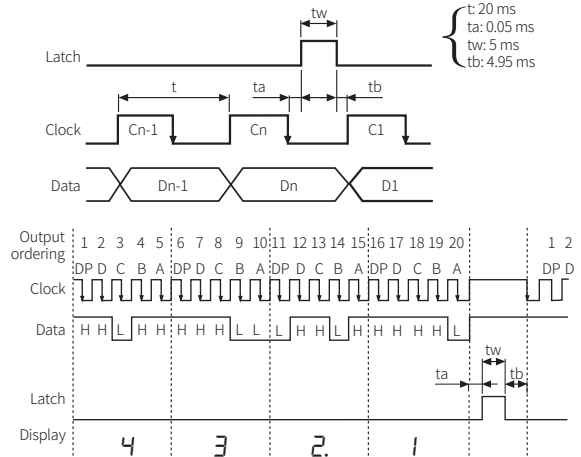 tw
t: 20 ms
ta: 0.05 ms
tw: 5 ms
tb: 4.95 ms
Latch
t
ta
tb
Clock
Cn-1
Cn
C1
Data
Dn-1
Dn
D1
Output ordering
1 2 3 4 5 6 7 8 9 10 11 12 13 14 15 16 17 18 19 20 1 2
DP D C B A DP D C B A DP D C B A DP D C B A DP D
Clock
Data
H H L H H H H H L L L H H L H H H H H L
tw
ta
tb
Latch
Display
4 3 2. 1